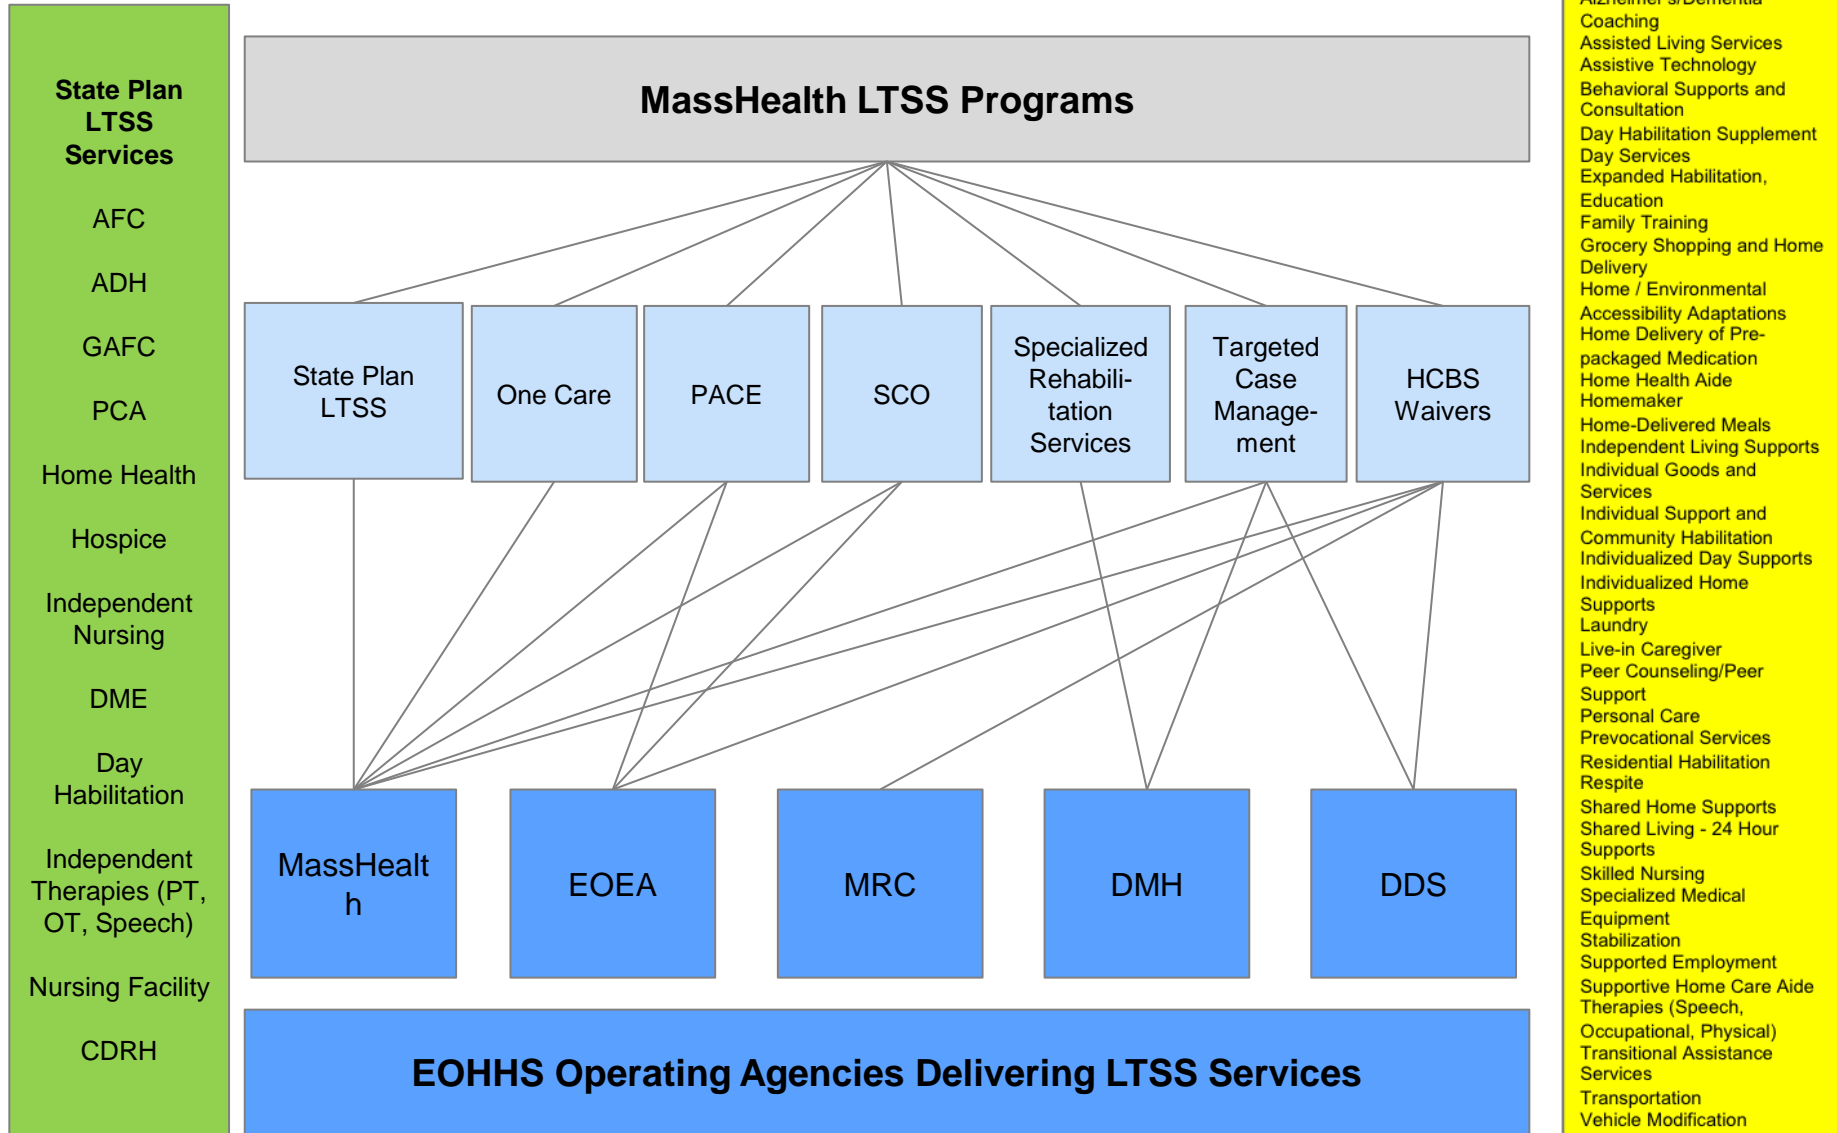 State Plan
LTSS
Services
AFC
ADH
GAFC
PCA
Home Health
Hospice
Independent
Nursing
DME
Day
Habilitation
Independent
Therapies (PT,
OT, Speech)
Nursing Facility
CDRH
MassHealth LTSS Programs
State Plan
LTSS
One Care
PACE
SCO
Specialized
Rehabili-
tation
Services
Targeted
Case
Manage-
ment
HCBS
Waivers
MassHealt
h
EOEA
MRC
DMH
DDS
EOHHS Operating Agencies Delivering LTSS Services
Alzheimer's/Dementia
Coaching
Assisted Living Services
Assistive Technology
Behavioral Supports and
Consultation
Day Habilitation Supplement
Day Services
Expanded Habilitation,
Education
Family Training
Grocery Shopping and Home
Delivery
Home / Environmental
Accessibility Adaptations
Home Delivery of Pre-
packaged Medication
Home Health Aide
Homemaker
Home-Delivered Meals
Independent Living Supports
Individual Goods and
Services
Individual Support and
Community Habilitation
Individualized Day Supports
Individualized Home
Supports
Laundry
Live-in Caregiver
Peer Counseling/Peer
Support
Personal Care
Prevocational Services
Residential Habilitation
Respite
Shared Home Supports
Shared Living - 24 Hour
Supports
Skilled Nursing
Specialized Medical
Equipment
Stabilization
Supported Employment
Supportive Home Care Aide
Therapies (Speech,
Occupational, Physical)
Transitional Assistance
Services
Transportation
Vehicle Modification